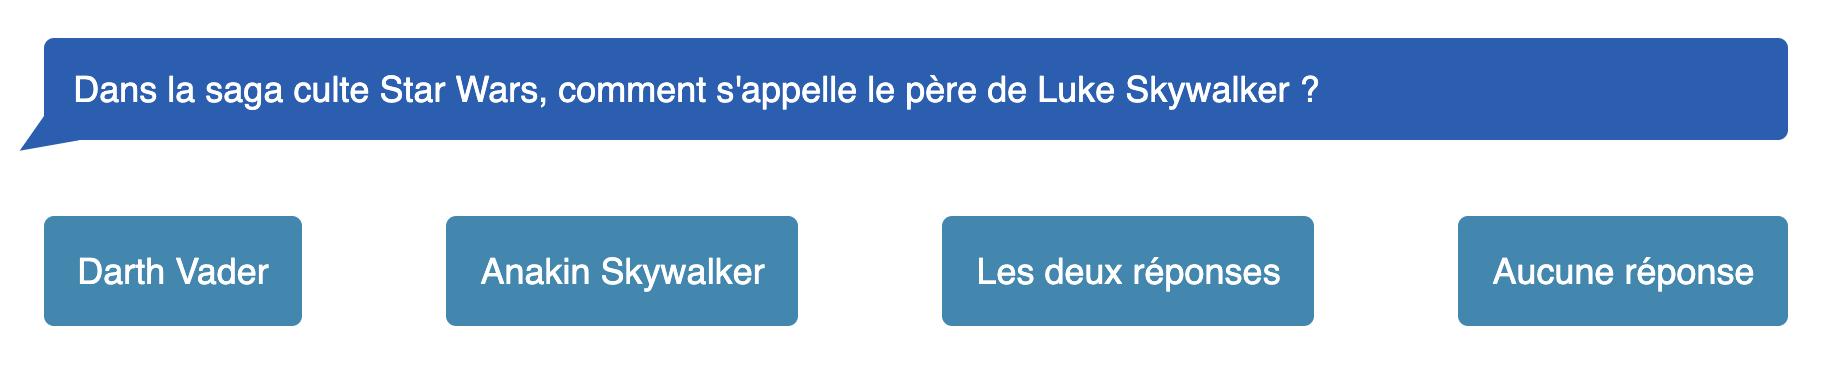 Dans la saga culte Star Wars, comment s'appelle le père de Luke Skywalker ?
Darth Vader
Anakin Skywalker
Les deux réponses
Aucune réponse